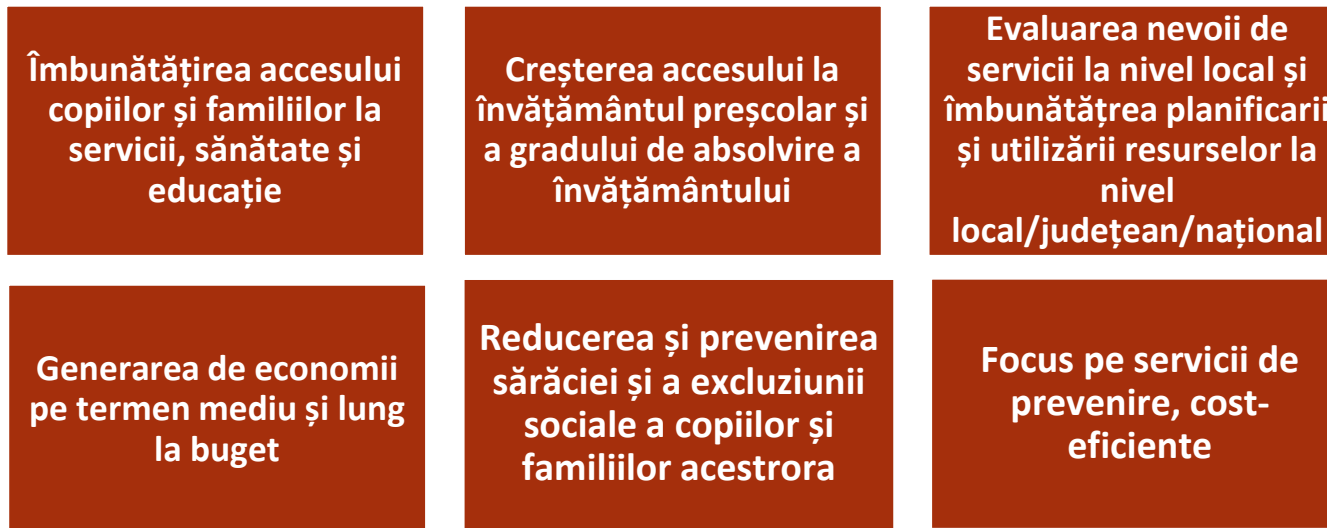 Îmbunătățirea accesului
copiilor și familiilor la
servicii, sănătate și
educație
Creșterea accesului la
învățământul preșcolar și
a gradului de absolvire a
învățământului
Evaluarea nevoii de
servicii la nivel local și
îmbunătățrea planificarii
și utilizării resurselor la
nivel
local/județean/național
Generarea de economii
pe termen mediu și lung
la buget
Reducerea și prevenirea
sărăciei și a excluziunii
sociale a copiilor și
familiilor acestrora
Focus pe servicii de
prevenire, cost-
eficiente